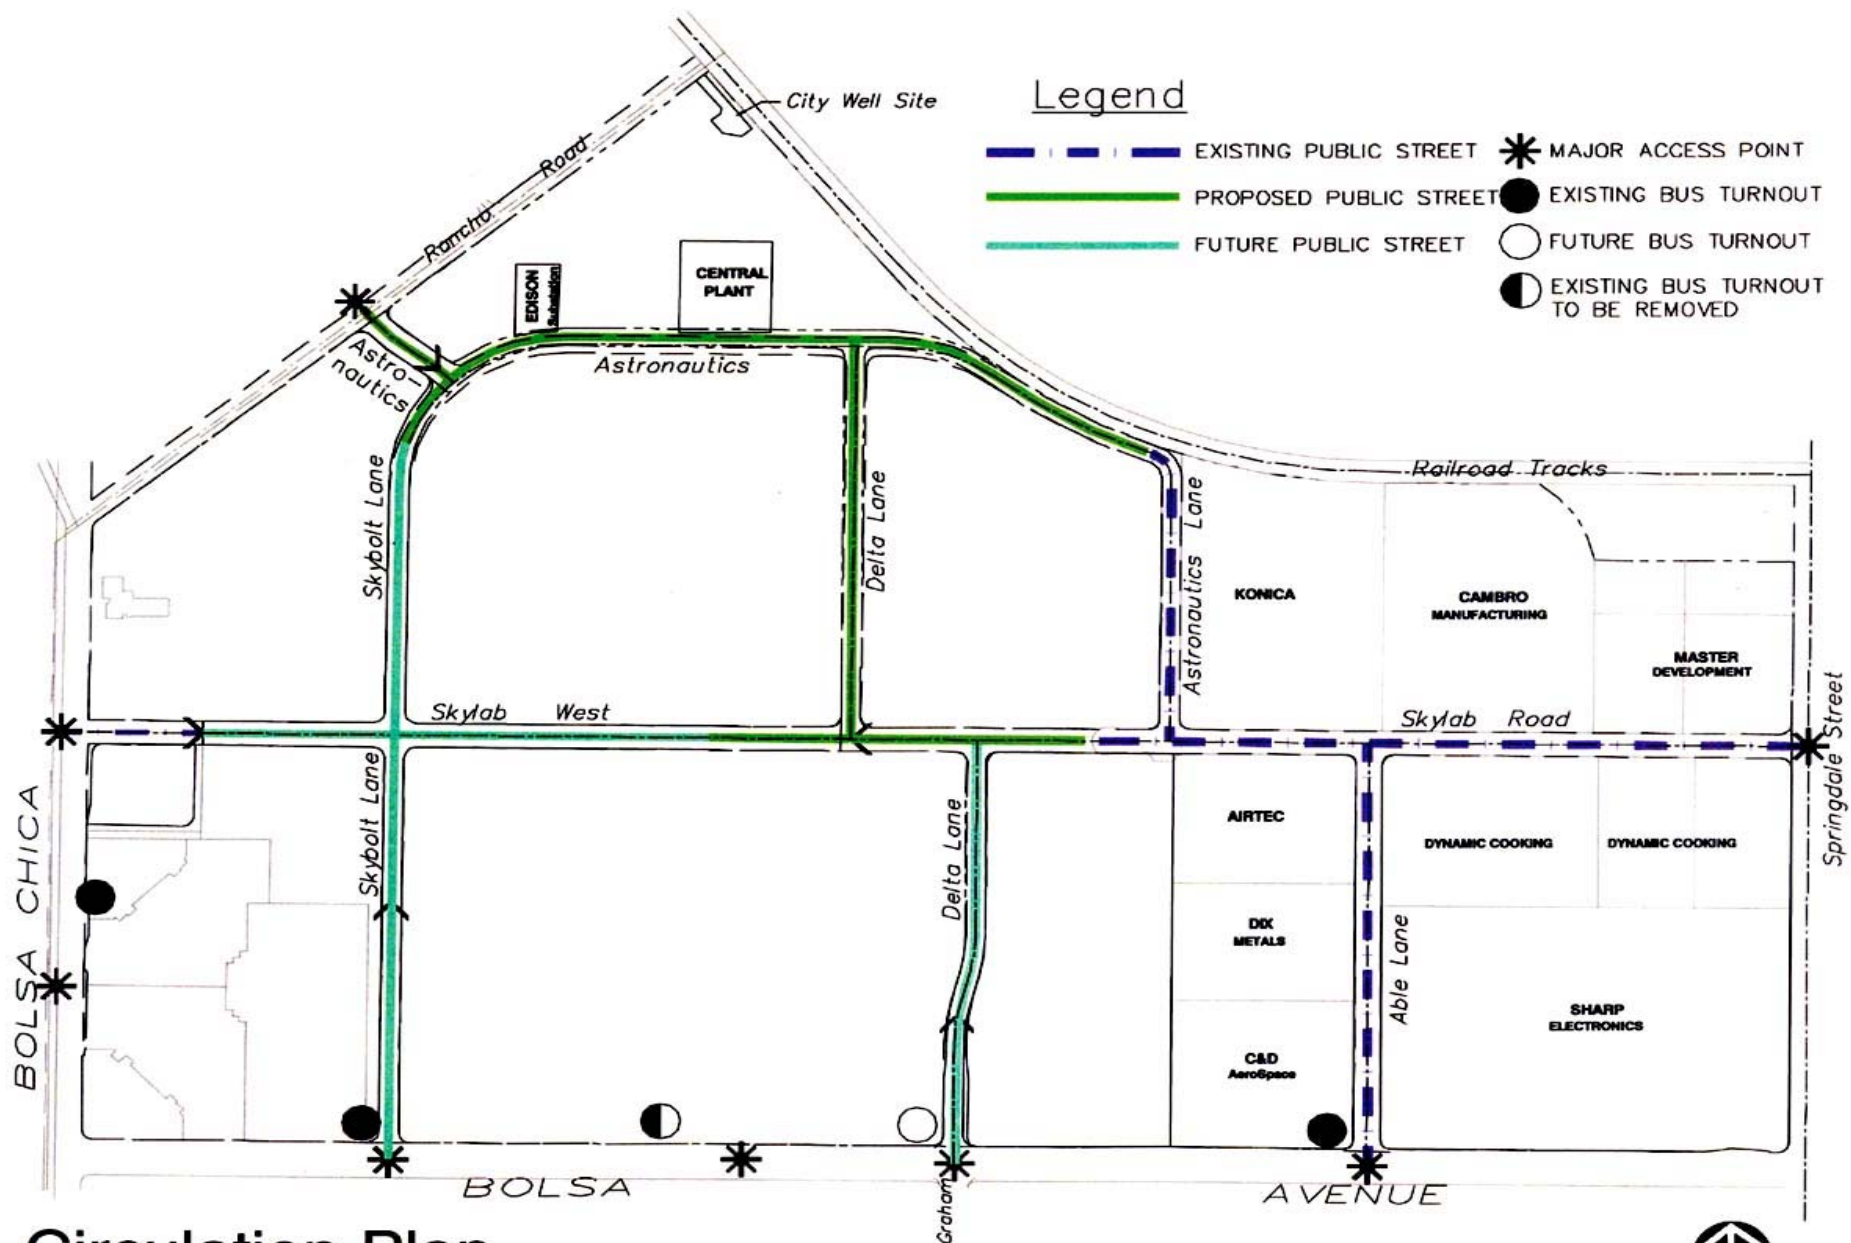 City Well Site
Legend
EXISTING PUBLIC STREET
MAJOR ACCESS POINT
PROPOSED PUBLIC STREET
EXISTING BUS TURNOUT
FUTURE PUBLIC STREET
FUTURE BUS TURNOUT
EXISTING BUS TURNOUT
TO BE REMOVED
Rancho Road
EDISON
Substation
CENTRAL
PLANT
Astro-
nautics
Astronautics
Railroad Tracks
Skybolt Lane
Delta Lane
Astronautics Lane
KONICA
CAMBRO
MANUFACTURING
MASTER
DEVELOPMENT
Skylab West
Skylab Road
Springdale Street
Skybolt Lane
Delta Lane
AIRTEC
DYNAMIC COOKING
DYNAMIC COOKING
BOLSA CHICA
DIX
METALS
Able Lane
SHARP
ELECTRONICS
C&D
AeroSpace
BOLSA AVENUE
Graham
Circulation Plan